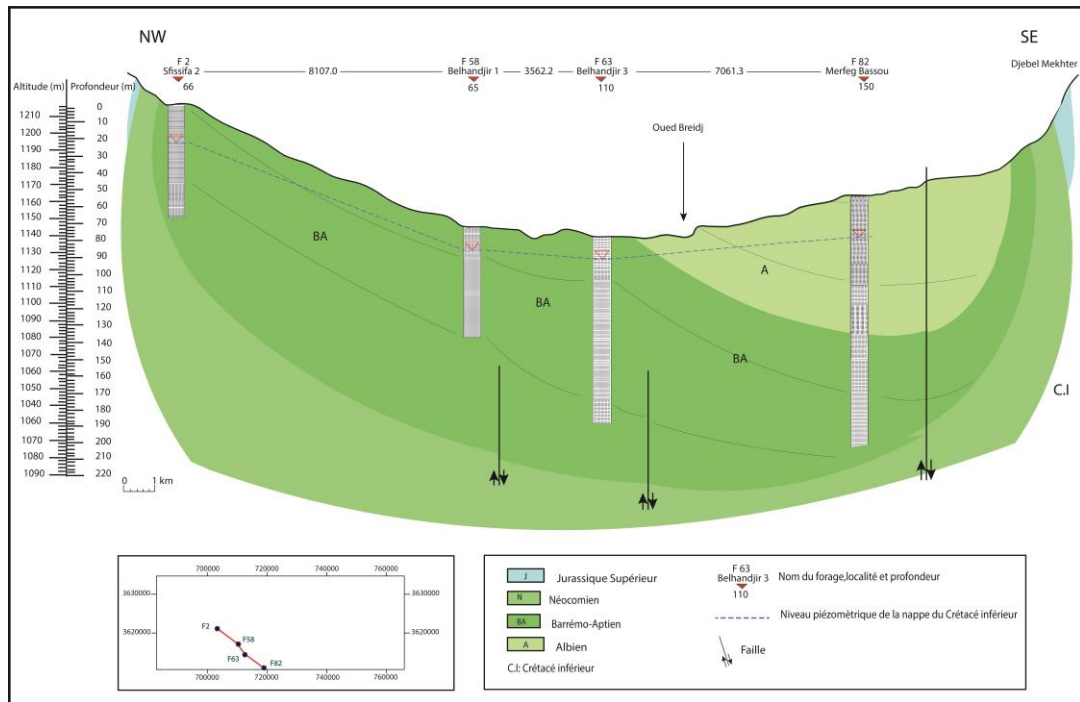 NW
SE
F 2
Sfissifa 2
66
8107.0
F 58
Belhandjir 1
65
3562.2
F 63
Belhandjir 3
110
7061.3
F 82
Merfeg Bassou
150
Djebel Mekhter
Altitude (m)
Profondeur (m)
1210
1200
1190
1180
1170
1160
1150
1140
1130
1120
1110
1100
1090
1080
1070
1060
1050
1040
1060
1070
1080
1090
0
10
20
30
40
50
60
70
80
90
100
110
120
130
140
150
160
170
180
190
200
210
220
Oued Breidj
BA
BA
BA
A
C.I
0 1 km
700000 720000 740000 760000
3630000
3630000
3620000
3620000
F2
F58
F63
F82
700000 720000 740000 760000
J Jurassique Supérieur
N Néocomien
BA Barrémo-Aptien
A Albien
C.I: Crétacé inférieur
F 63
Belhandjir 3
110
Nom du forage,localité et profondeur
Niveau piézomètrique de la nappe du Crétacé inférieur
Faille